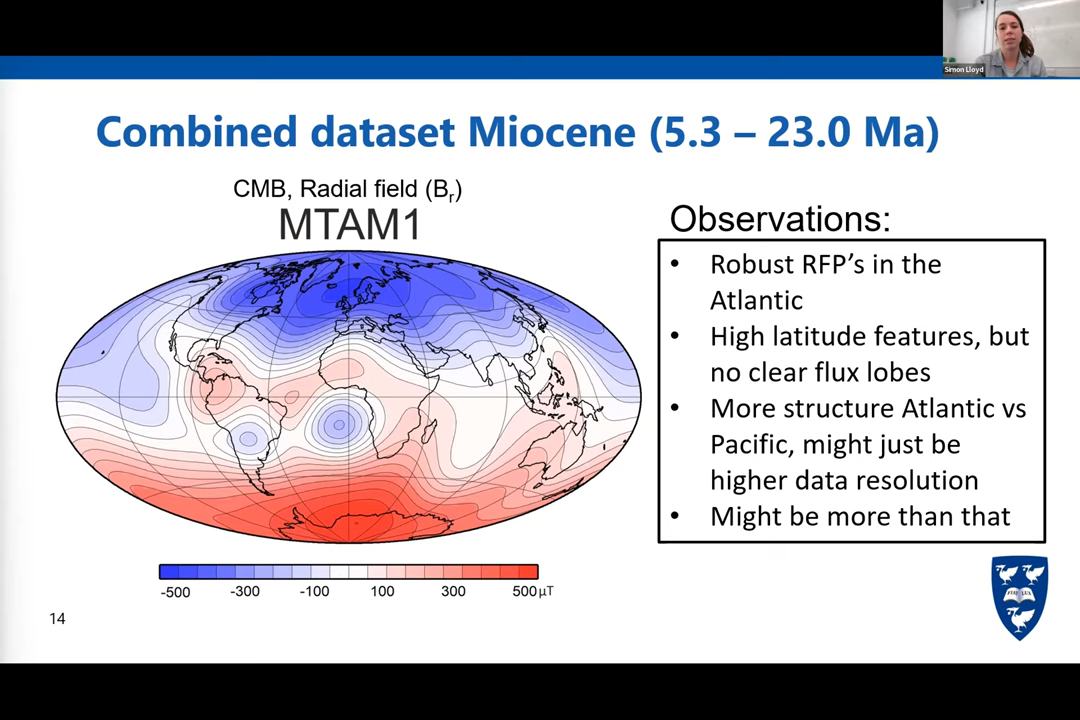 Simon Lloyd
Combined dataset Miocene (5.3 – 23.0 Ma)
CMB, Radial field (Br)
MTAM1
Observations:
• Robust RFP's in the
Atlantic
• High latitude features, but
no clear flux lobes
• More structure Atlantic vs
Pacific, might just be
higher data resolution
• Might be more than that
-500 -300 -100 100 300 500 µT
14